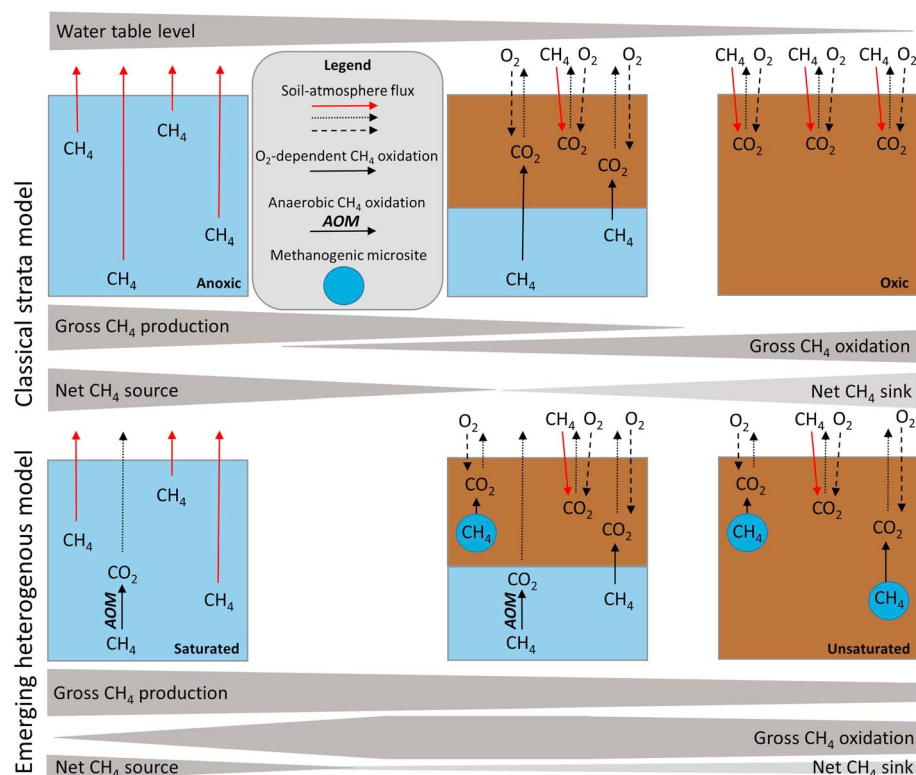 Water table level
Classical strata model
CH₄
CH₄
CH₄
CH₄
Anoxic
Legend
Soil-atmosphere flux
O₂-dependent CH₄ oxidation
Anaerobic CH₄ oxidation
AOM
Methanogenic microsite
O₂ CH₄ O₂ O₂
CO₂ CO₂ CO₂
CH₄
CH₄
CH₄ O₂ CH₄ O₂ CH₄ O₂
CO₂ CO₂ CO₂
Oxic
Gross CH₄ production
Gross CH₄ oxidation
Net CH₄ source
Net CH₄ sink
Emerging heterogenous model
CH₄
CH₄
CO₂
AOM
CH₄
CH₄
Saturated
O₂ CH₄ O₂ O₂
CO₂ CO₂ CO₂
CH₄
CO₂
AOM
CH₄
CH₄
O₂ CH₄ O₂ O₂
CO₂ CO₂ CO₂
CH₄
CH₄
Unsaturated
Gross CH₄ production
Gross CH₄ oxidation
Net CH₄ source
Net CH₄ sink